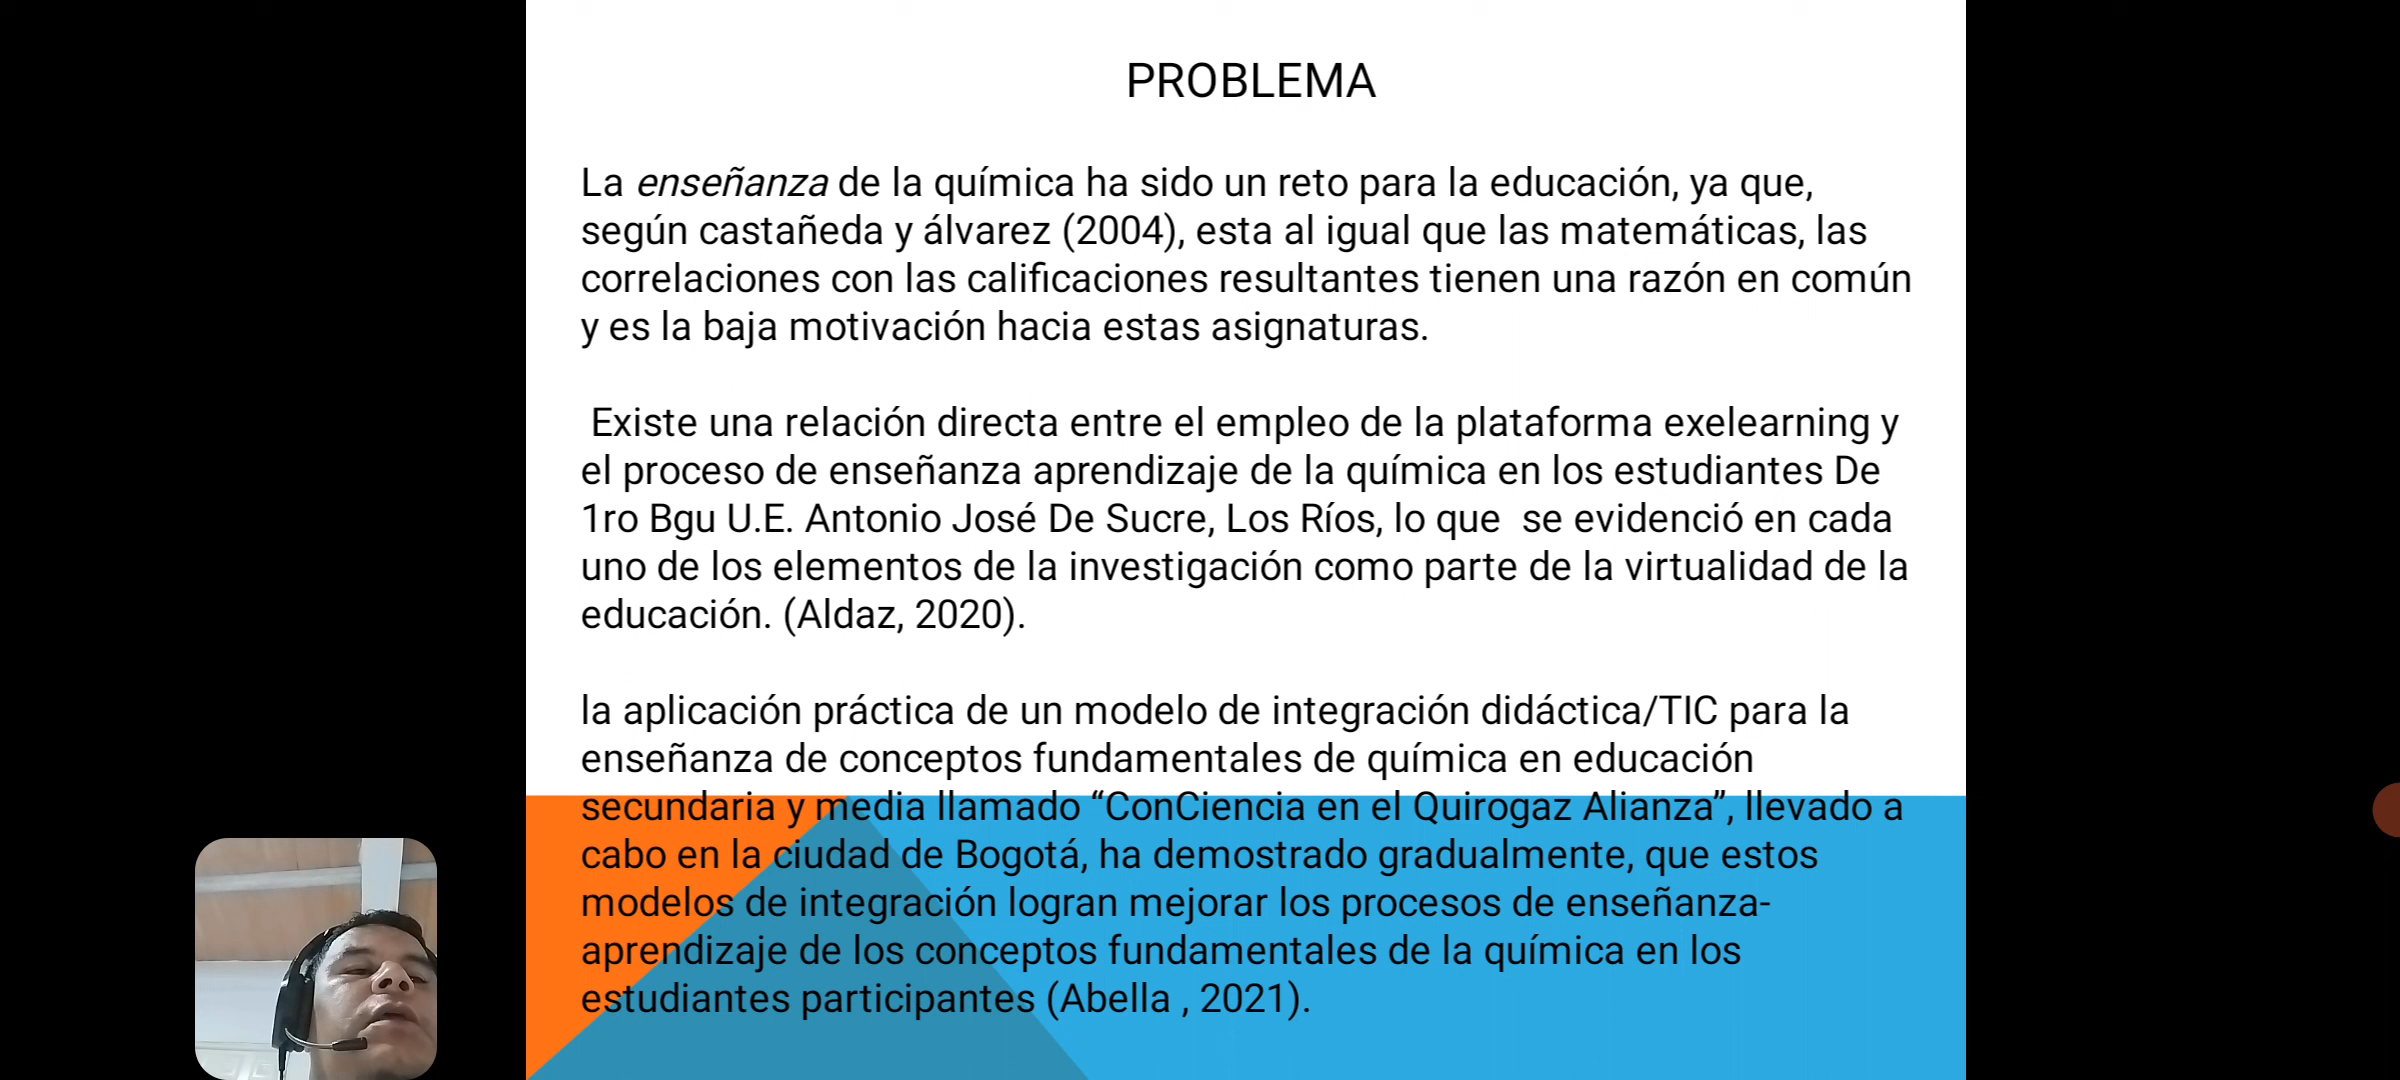 PROBLEMA
La enseñanza de la química ha sido un reto para la educación, ya que,
según castañeda y álvarez (2004), esta al igual que las matemáticas, las
correlaciones con las calificaciones resultantes tienen una razón en común
y es la baja motivación hacia estas asignaturas.
Existe una relación directa entre el empleo de la plataforma exelearning y
el proceso de enseñanza aprendizaje de la química en los estudiantes De
1ro Bgu U.E. Antonio José De Sucre, Los Ríos, lo que  se evidenció en cada
uno de los elementos de la investigación como parte de la virtualidad de la
educación. (Aldaz, 2020).
la aplicación práctica de un modelo de integración didáctica/TIC para la
enseñanza de conceptos fundamentales de química en educación
secundaria y media llamado “ConCiencia en el Quirogaz Alianza”, llevado a
cabo en la ciudad de Bogotá, ha demostrado gradualmente, que estos
modelos de integración logran mejorar los procesos de enseñanza-
aprendizaje de los conceptos fundamentales de la química en los
estudiantes participantes (Abella , 2021).